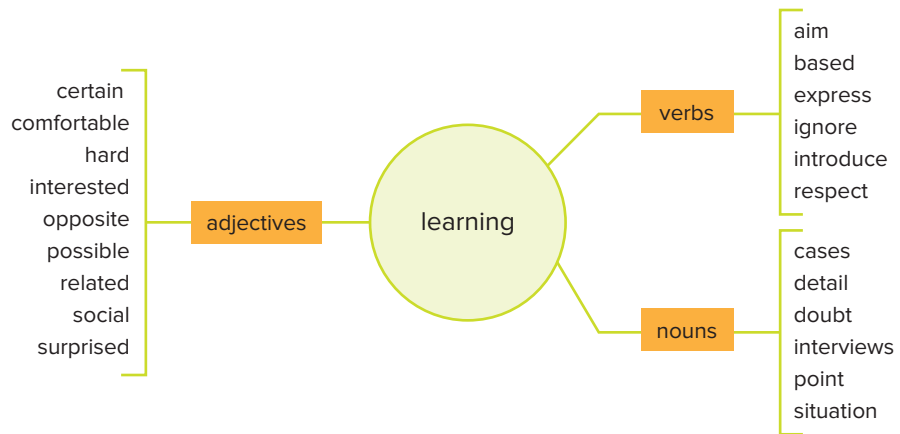 certain
comfortable
hard
interested
opposite
possible
related
social
surprised
adjectives
learning
verbs
aim
based
express
ignore
introduce
respect
nouns
cases
detail
doubt
interviews
point
situation